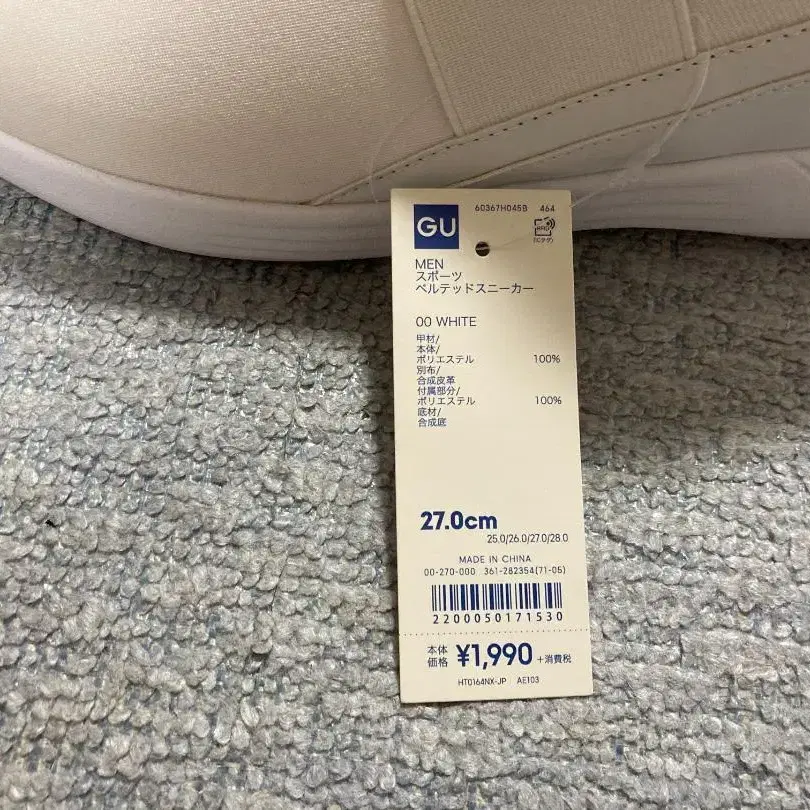 GU
60367H045B 464
(ICタグ)
MEN
スポーツ
ベルテッドスニーカー
00 WHITE
甲材/
本体/
ポリエステル 100%
別布/
合成皮革
付属部分/
ポリエステル 100%
底材/
合成底
27.0cm
25.0/26.0/27.0/28.0
MADE IN CHINA
00-270-000 361-282354(71-05)
2200050171530
本体価格 ¥1,990 +消費税
HT0164NX-JP AE103